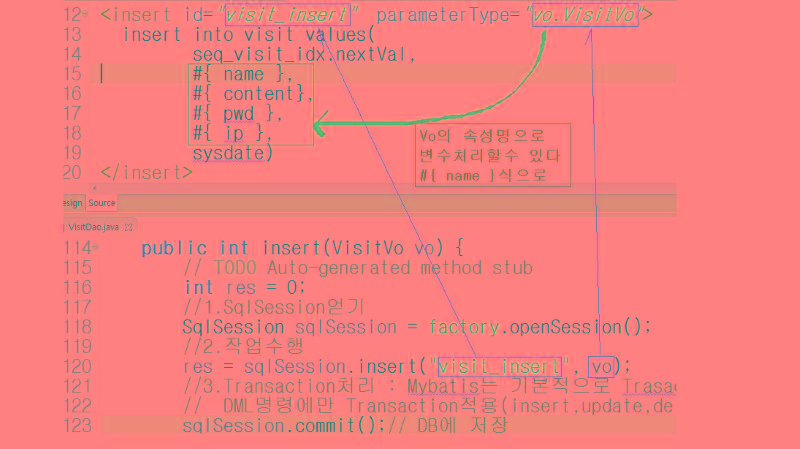 12 <insert id="visit_insert" parameterType="vo.VisitVo">
13 insert into visit values(
14 seq_visit_idx.nextVal,
15 #{ name },
16 #{ content},
17 #{ pwd },
18 #{ ip },
19 sysdate)
20 </insert>
Vo의 속성명으로
변수처리할수 있다
#{ name }식으로
esign Source
VisitDao.java
114 public int insert(VisitVo vo) {
115 // TODO Auto-generated method stub
116 int res = 0;
117 //1.SqlSession얻기
118 SqlSession sqlSession = factory.openSession();
119 //2.작업수행
120 res = sqlSession.insert("visit_insert", vo);
121 //3.Transaction처리 : Mybatis는 기본적으로 Trasac
122 // DML명령에만 Transaction적용(insert,update,de
123 sqlSession.commit();// DB에 저장